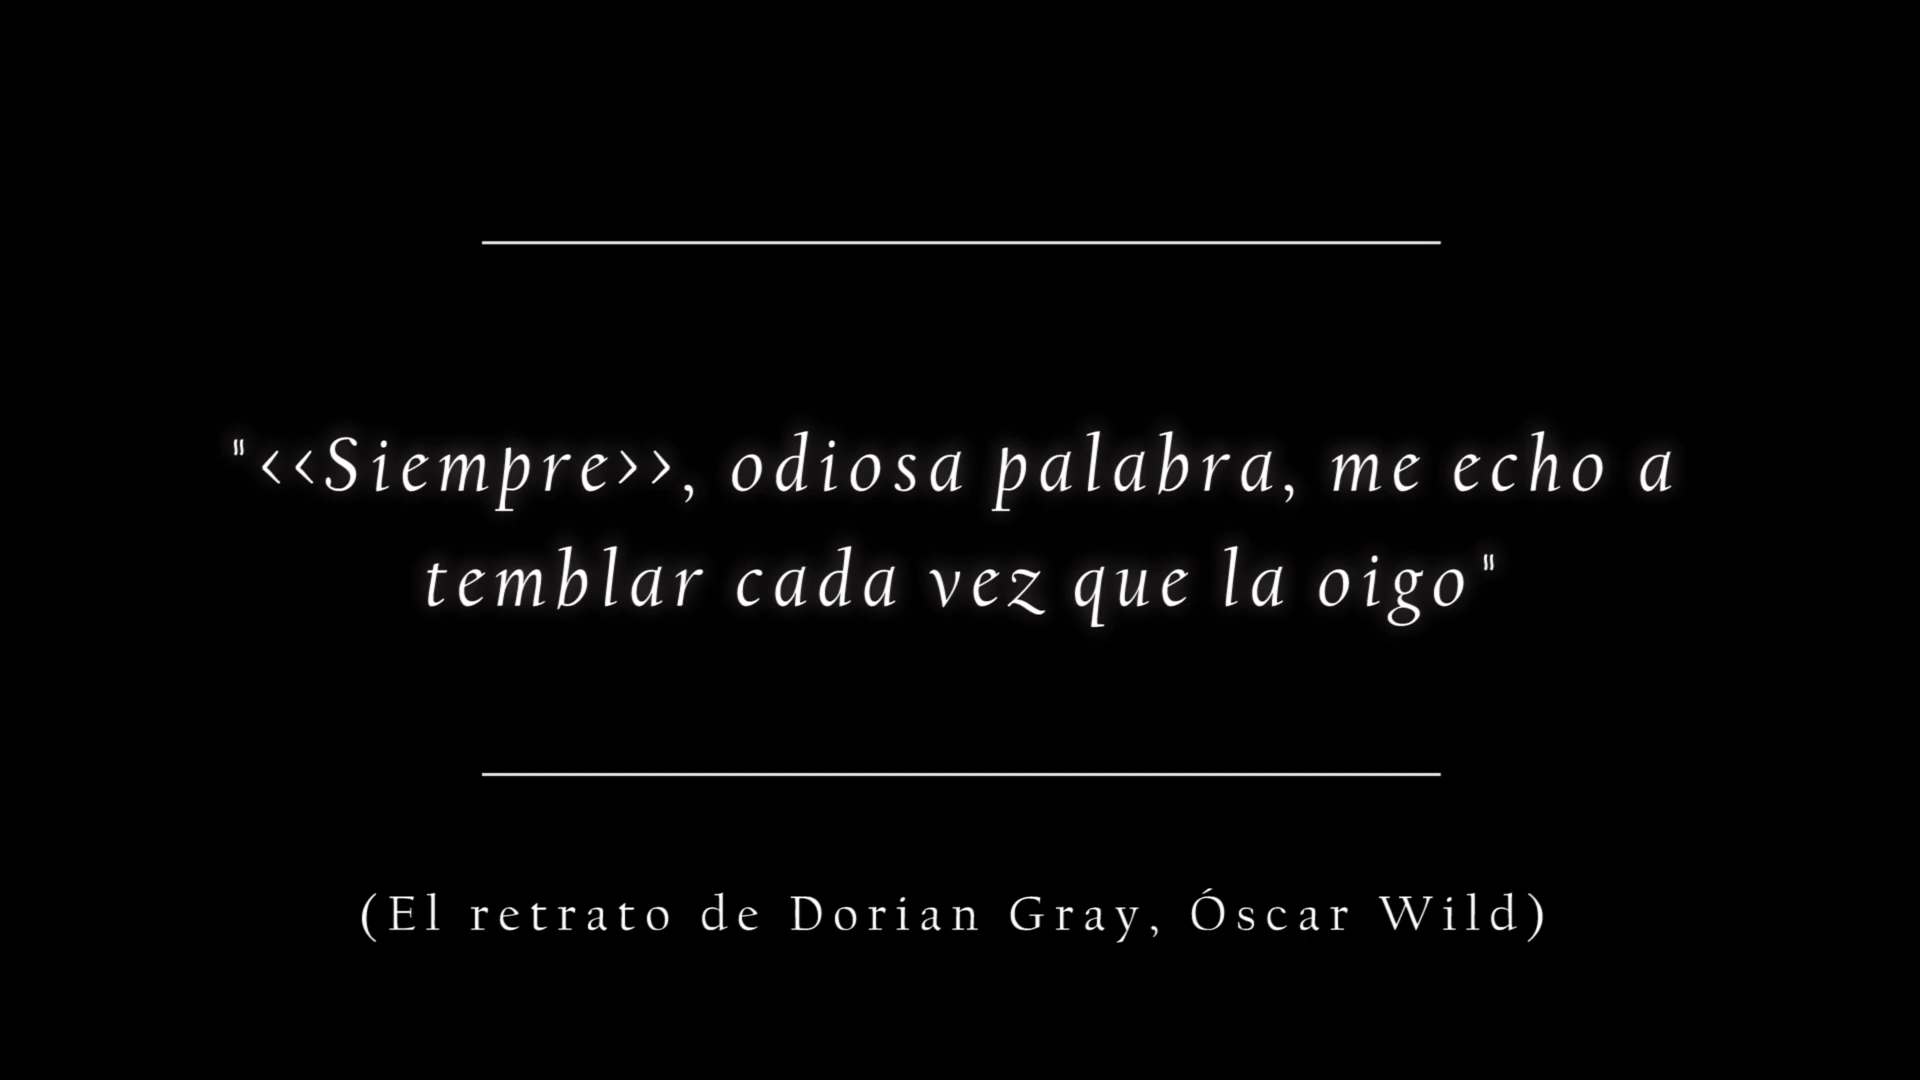 "<<Siempre>>, odiosa palabra, me echo a
temblar cada vez que la oigo"
(El retrato de Dorian Gray, Óscar Wild)